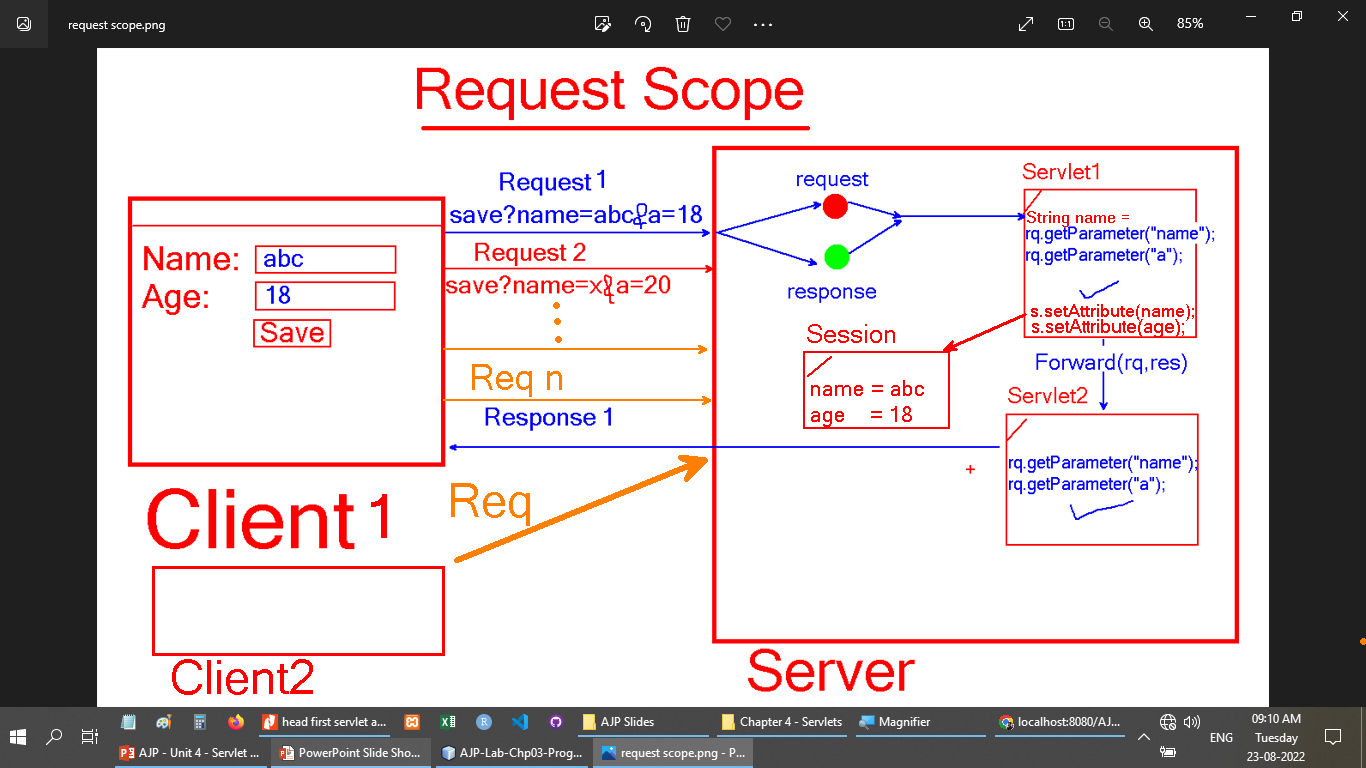 request scope.png
85%
Request Scope
Request 1
save?name=abc&a=18
Request 2
save?name=x&a=20
Req n
Response 1
Name: abc
Age: 18
Save
Client 1
Req
Client2
request
response
Servlet1
String name =
rq.getParameter("name");
rq.getParameter("a");
s.setAttribute(name);
s.setAttribute(age);
Session
name = abc
age = 18
Forward(rq,res)
Servlet2
rq.getParameter("name");
rq.getParameter("a");
Server
head first servlet a...
AJP Slides
Chapter 4 - Servlets
Magnifier
localhost:8080/AJ...
AJP - Unit 4 - Servlet ...
PowerPoint Slide Sho...
AJP-Lab-Chp03-Prog...
request scope.png - P...
ENG
09:10 AM
Tuesday
23-08-2022